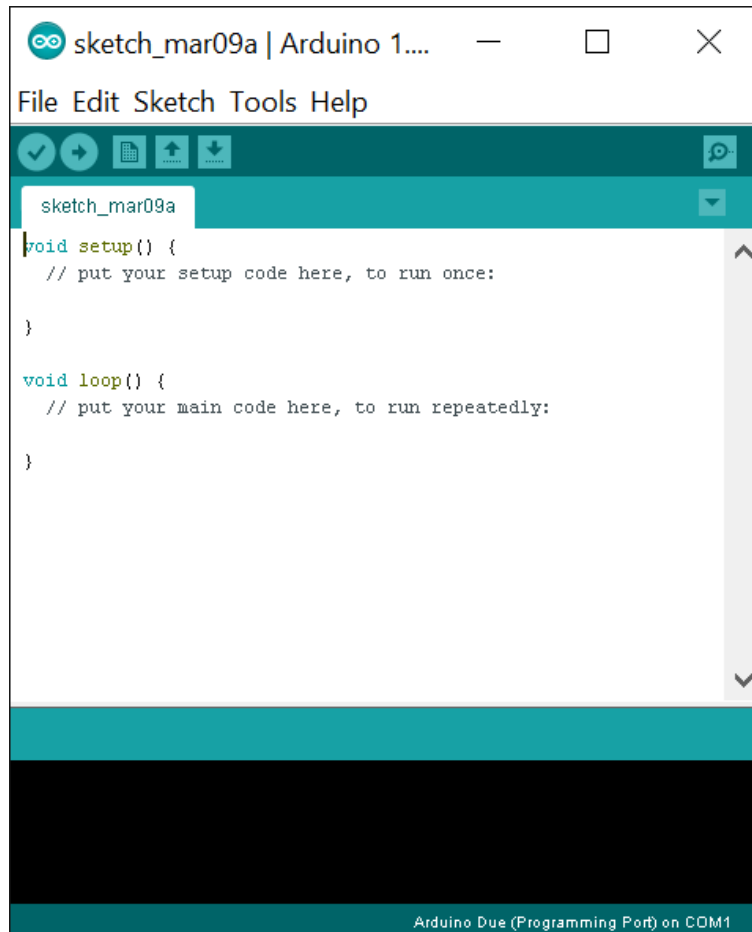 sketch_mar09a | Arduino 1....
File Edit Sketch Tools Help
sketch_mar09a
void setup() {
  // put your setup code here, to run once:
}
void loop() {
  // put your main code here, to run repeatedly:
}
Arduino Due (Programming Port) on COM1